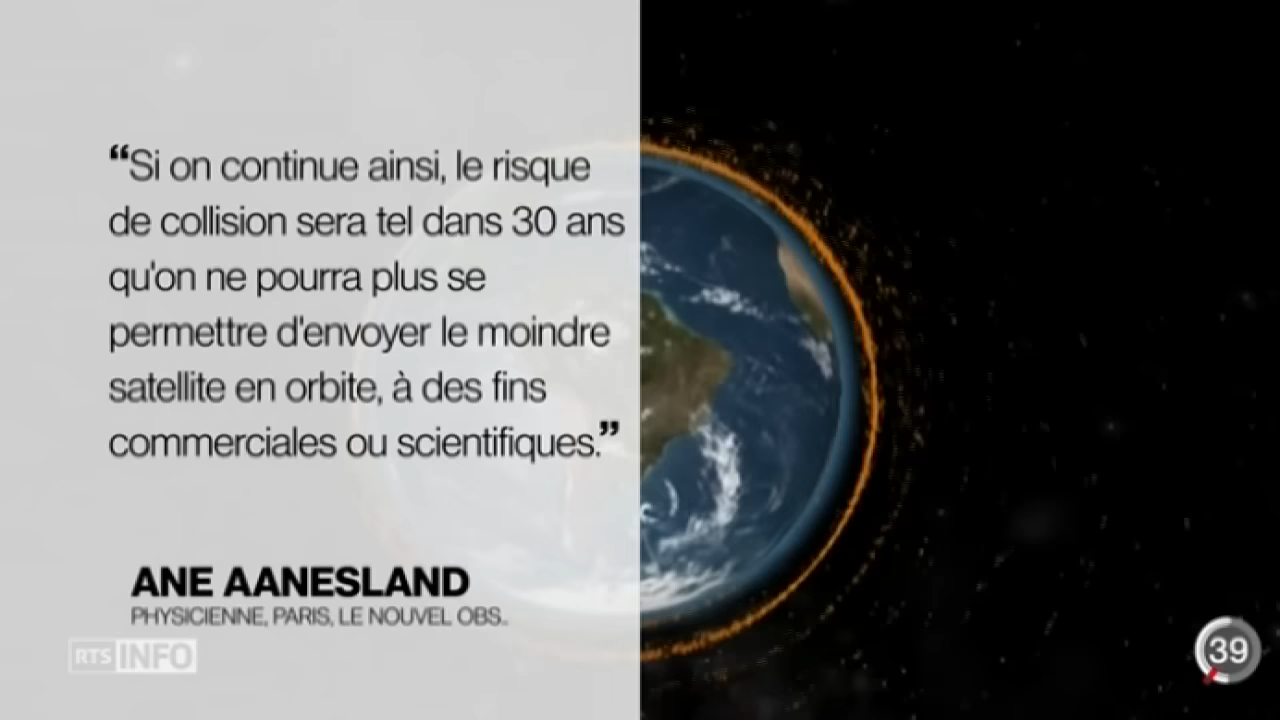 “Si on continue ainsi, le risque
de collision sera tel dans 30 ans
qu'on ne pourra plus se
permettre d'envoyer le moindre
satellite en orbite, à des fins
commerciales ou scientifiques.”
ANE AANESLAND
PHYSICIENNE, PARIS, LE NOUVEL OBS..
RTS INFO
39